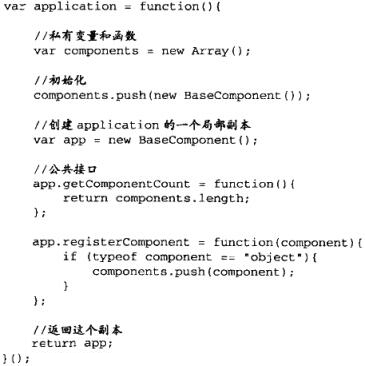 var application = function(){
//私有变量和函数
var components = new Array();
//初始化
components.push(new BaseComponent());
//创建 application 的一个局部副本
var app = new BaseComponent();
//公共接口
app.getComponentCount = function(){
return components.length;
};
app.registerComponent = function(component){
if (typeof component == "object"){
components.push(component);
}
};
//返回这个副本
return app;
}();